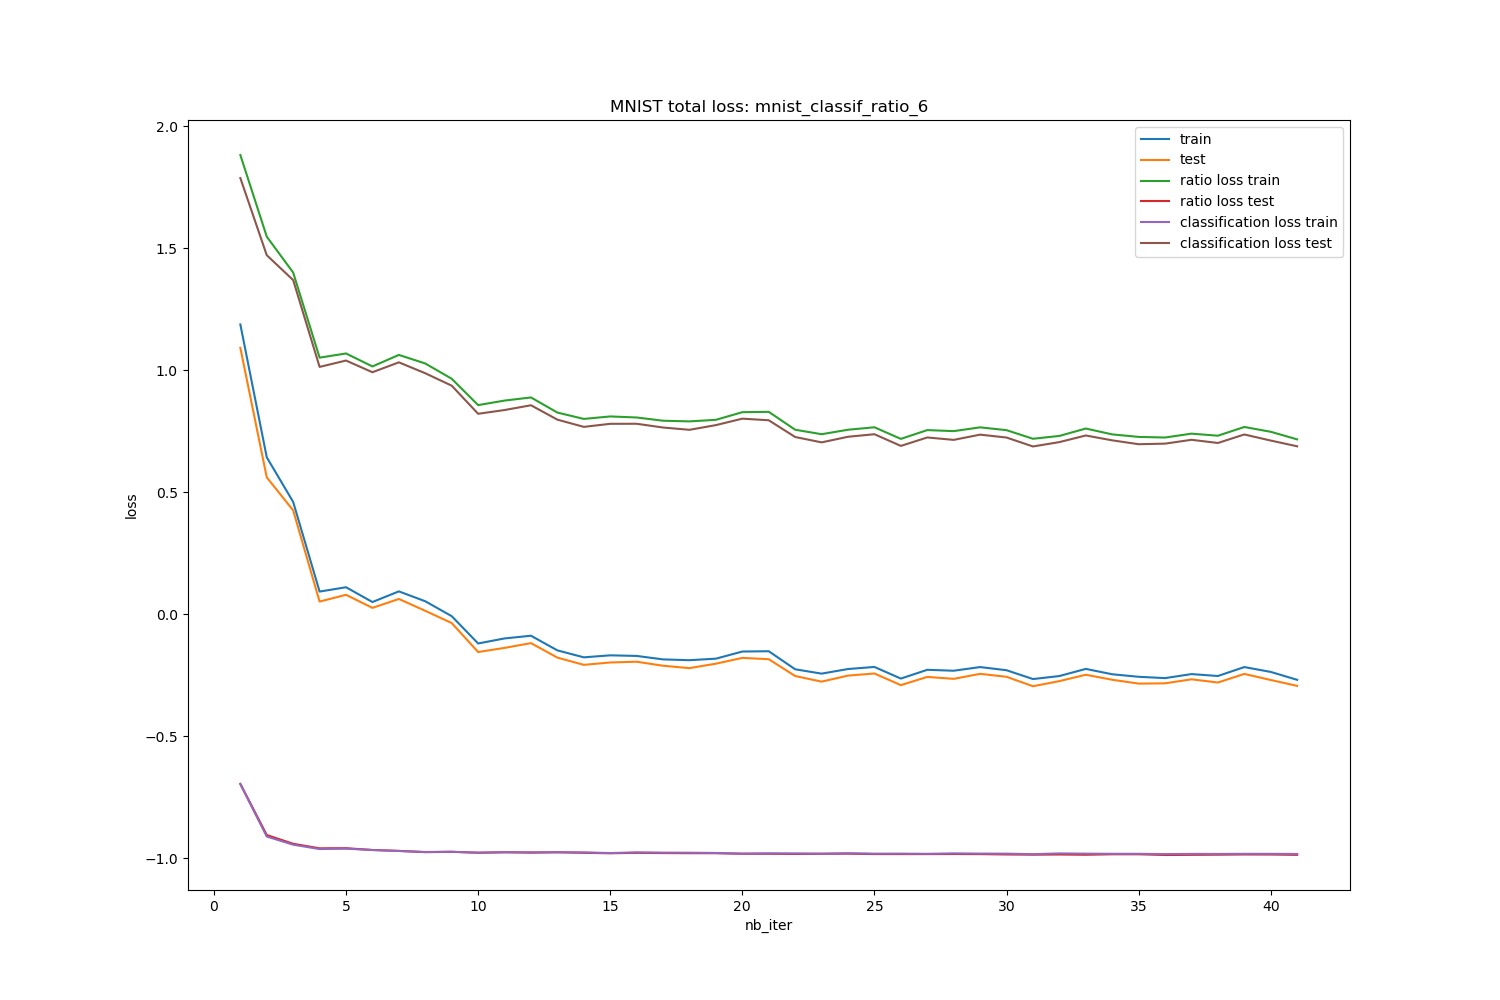 MNIST total loss: mnist_classif_ratio_6
2.0
1.5
1.0
0.5
0.0
−0.5
−1.0
loss
train
test
ratio loss train
ratio loss test
classification loss train
classification loss test
0 5 10 15 20 25 30 35 40
nb_iter